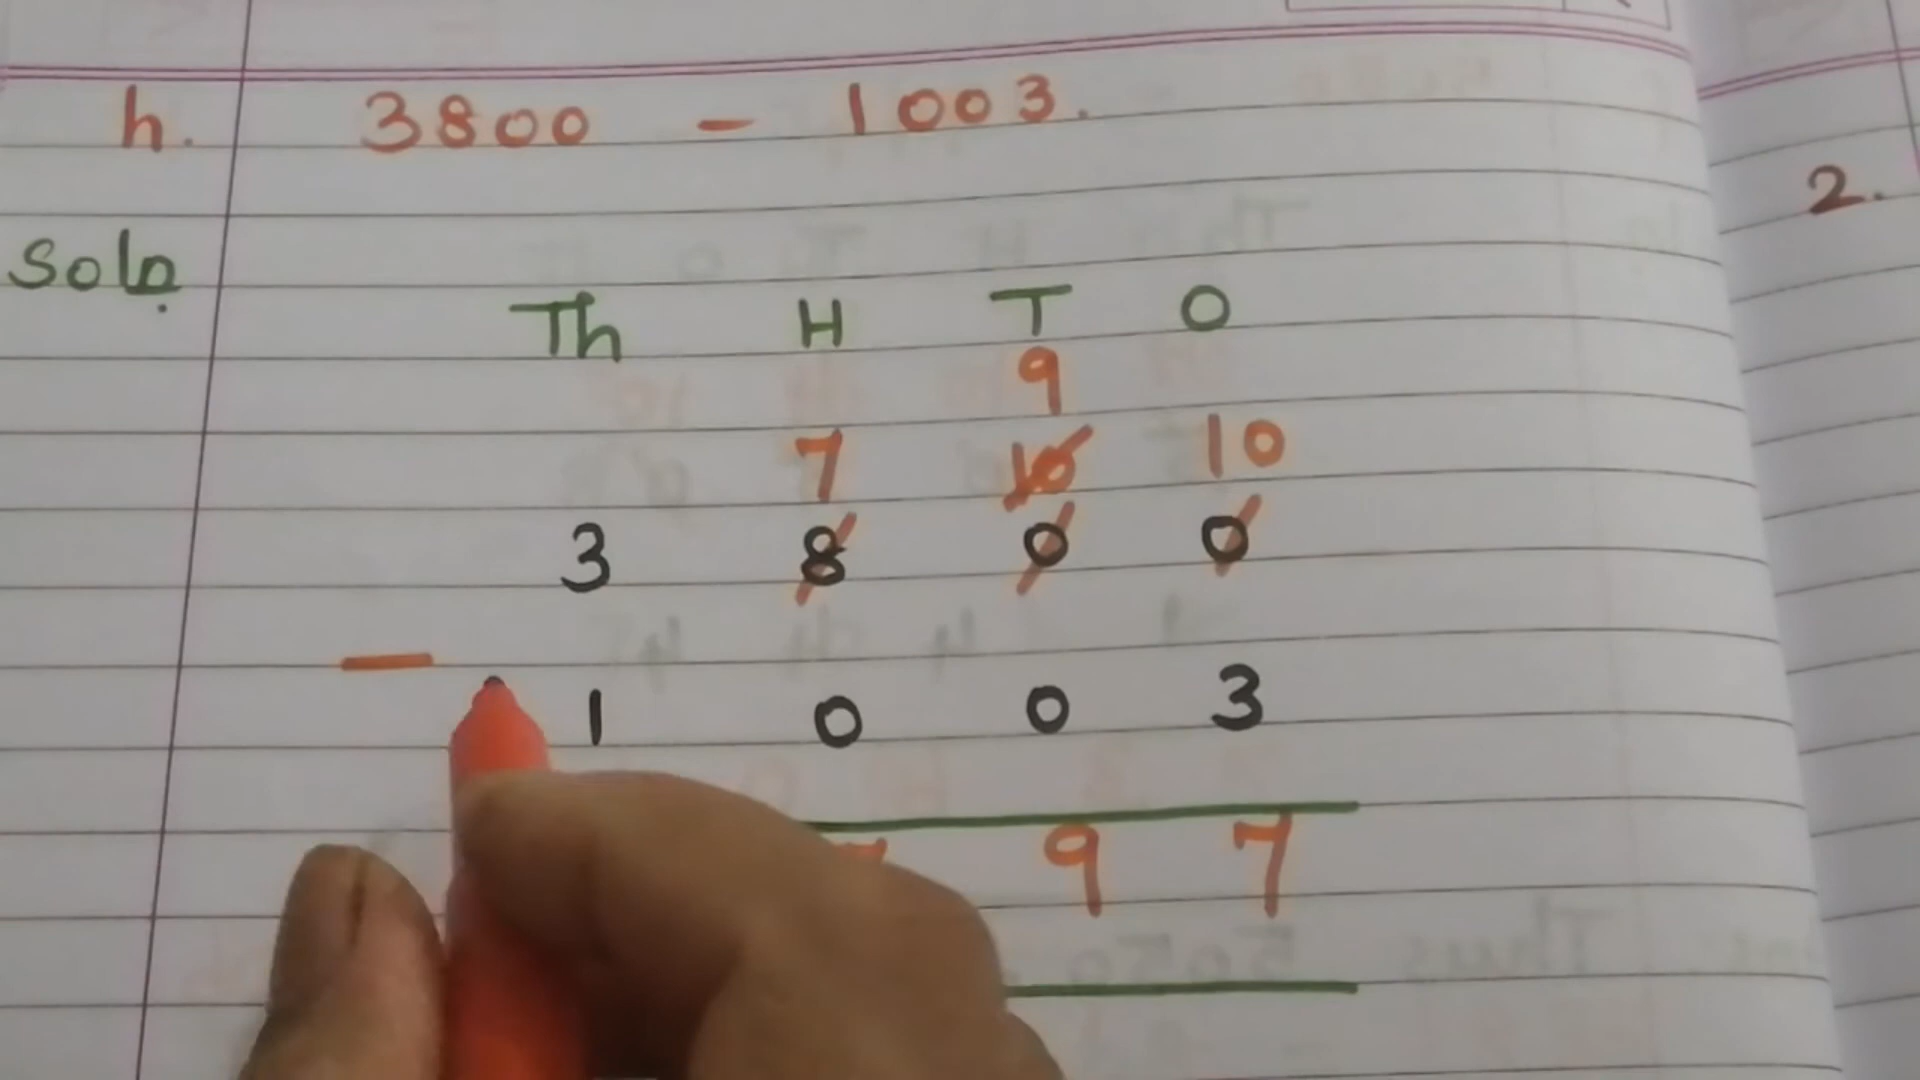 h. 3800 - 1003.
2.
Soln
Th H T O
9
7 10 10
3 8 0 0
-
1 0 0 3
7 9 7